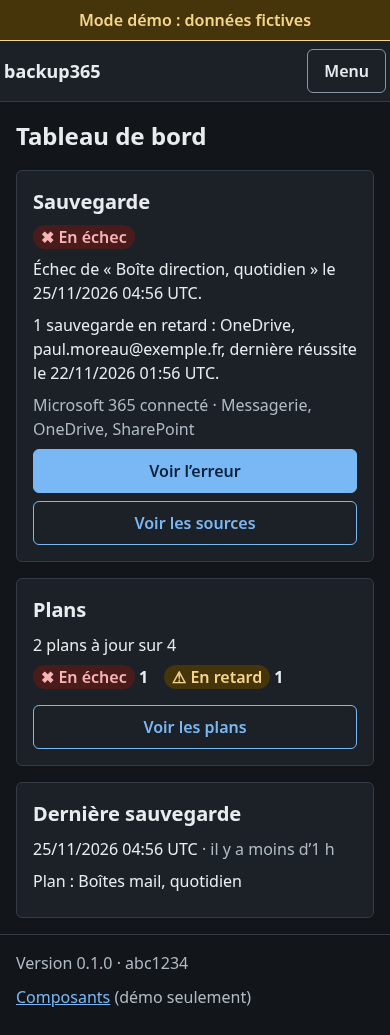 Mode démo : données fictives
backup365
Menu
Tableau de bord
Sauvegarde
✖ En échec
Échec de « Boîte direction, quotidien » le
25/11/2026 04:56 UTC.
1 sauvegarde en retard : OneDrive,
paul.moreau@exemple.fr, dernière réussite
le 22/11/2026 01:56 UTC.
Microsoft 365 connecté · Messagerie,
OneDrive, SharePoint
Voir l’erreur
Voir les sources
Plans
2 plans à jour sur 4
✖ En échec 1 ⚠ En retard 1
Voir les plans
Dernière sauvegarde
25/11/2026 04:56 UTC · il y a moins d’1 h
Plan : Boîtes mail, quotidien
Version 0.1.0 · abc1234
Composants (démo seulement)